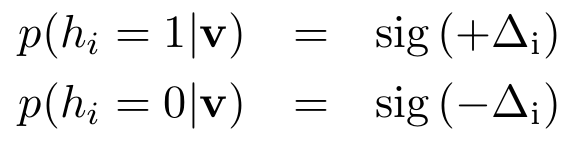 p(h_i = 1|𝐯) = sig (+Δ_i)
p(h_i = 0|𝐯) = sig (−Δ_i)